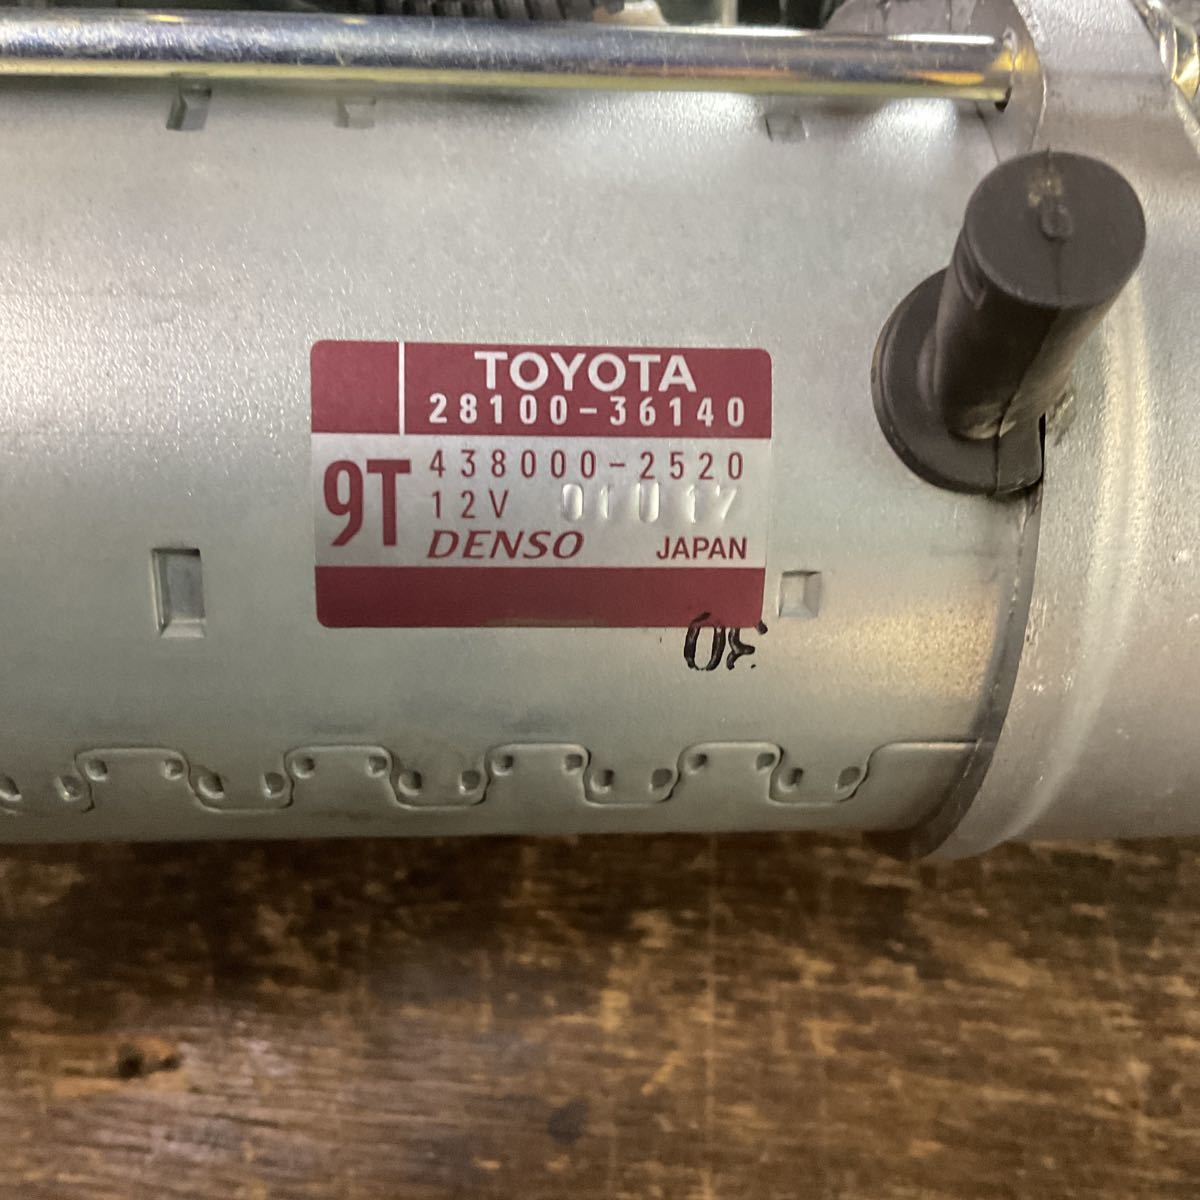 TOYOTA
28100-36140
9T
438000-2520
12V
DENSO JAPAN